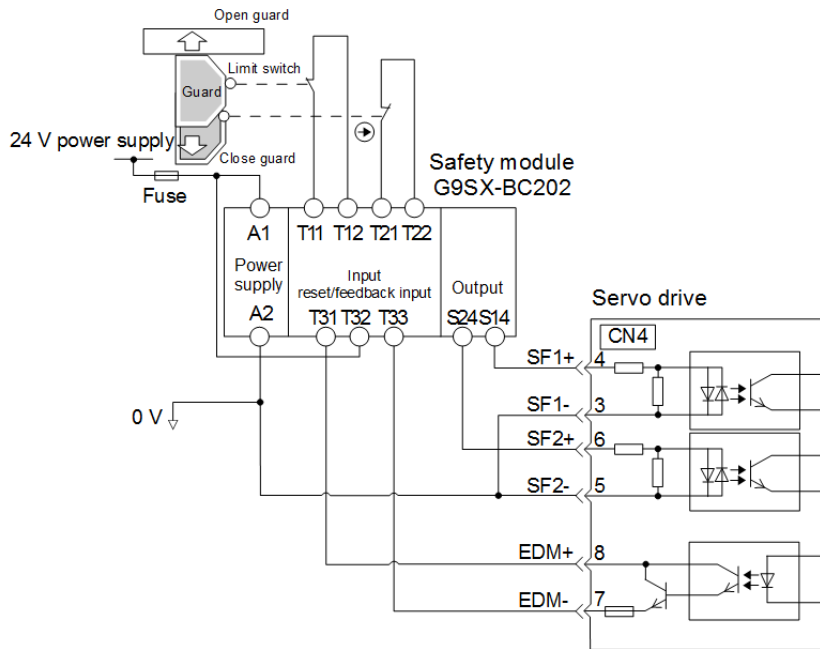 Open guard
Limit switch
Guard
24 V power supply
Close guard
Fuse
Safety module
G9SX-BC202
A1
T11
T12
T21
T22
Power
supply
Input
reset/feedback input
Output
A2
T31
T32
T33
S24
S14
Servo drive
CN4
SF1+
4
SF1-
3
0 V
SF2+
6
SF2-
5
EDM+
8
EDM-
7